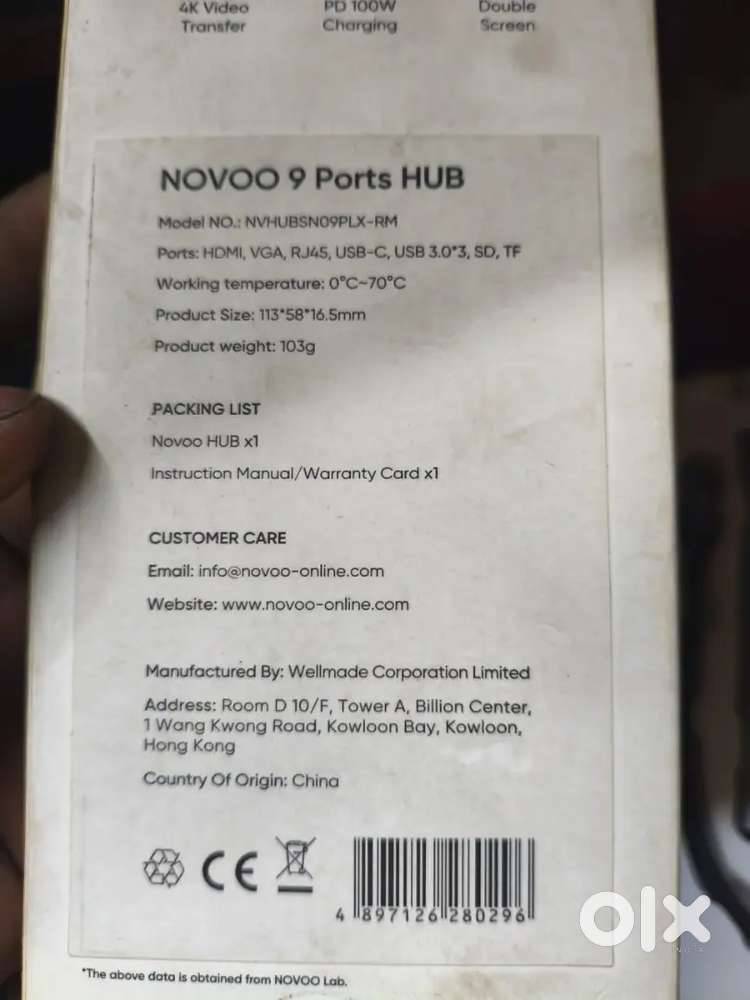 4K Video
Transfer
PD 100W
Charging
Double
Screen
NOVOO 9 Ports HUB
Model NO.: NVHUBSN09PLX-RM
Ports: HDMI, VGA, RJ45, USB-C, USB 3.0*3, SD, TF
Working temperature: 0°C~70°C
Product Size: 113*58*16.5mm
Product weight: 103g
PACKING LIST
Novoo HUB x1
Instruction Manual/Warranty Card x1
CUSTOMER CARE
Email: info@novoo-online.com
Website: www.novoo-online.com
Manufactured By: Wellmade Corporation Limited
Address: Room D 10/F, Tower A, Billion Center,
1 Wang Kwong Road, Kowloon Bay, Kowloon,
Hong Kong
Country Of Origin: China
CE
4 897126 280296
olx
INDIA
*The above data is obtained from NOVOO Lab.